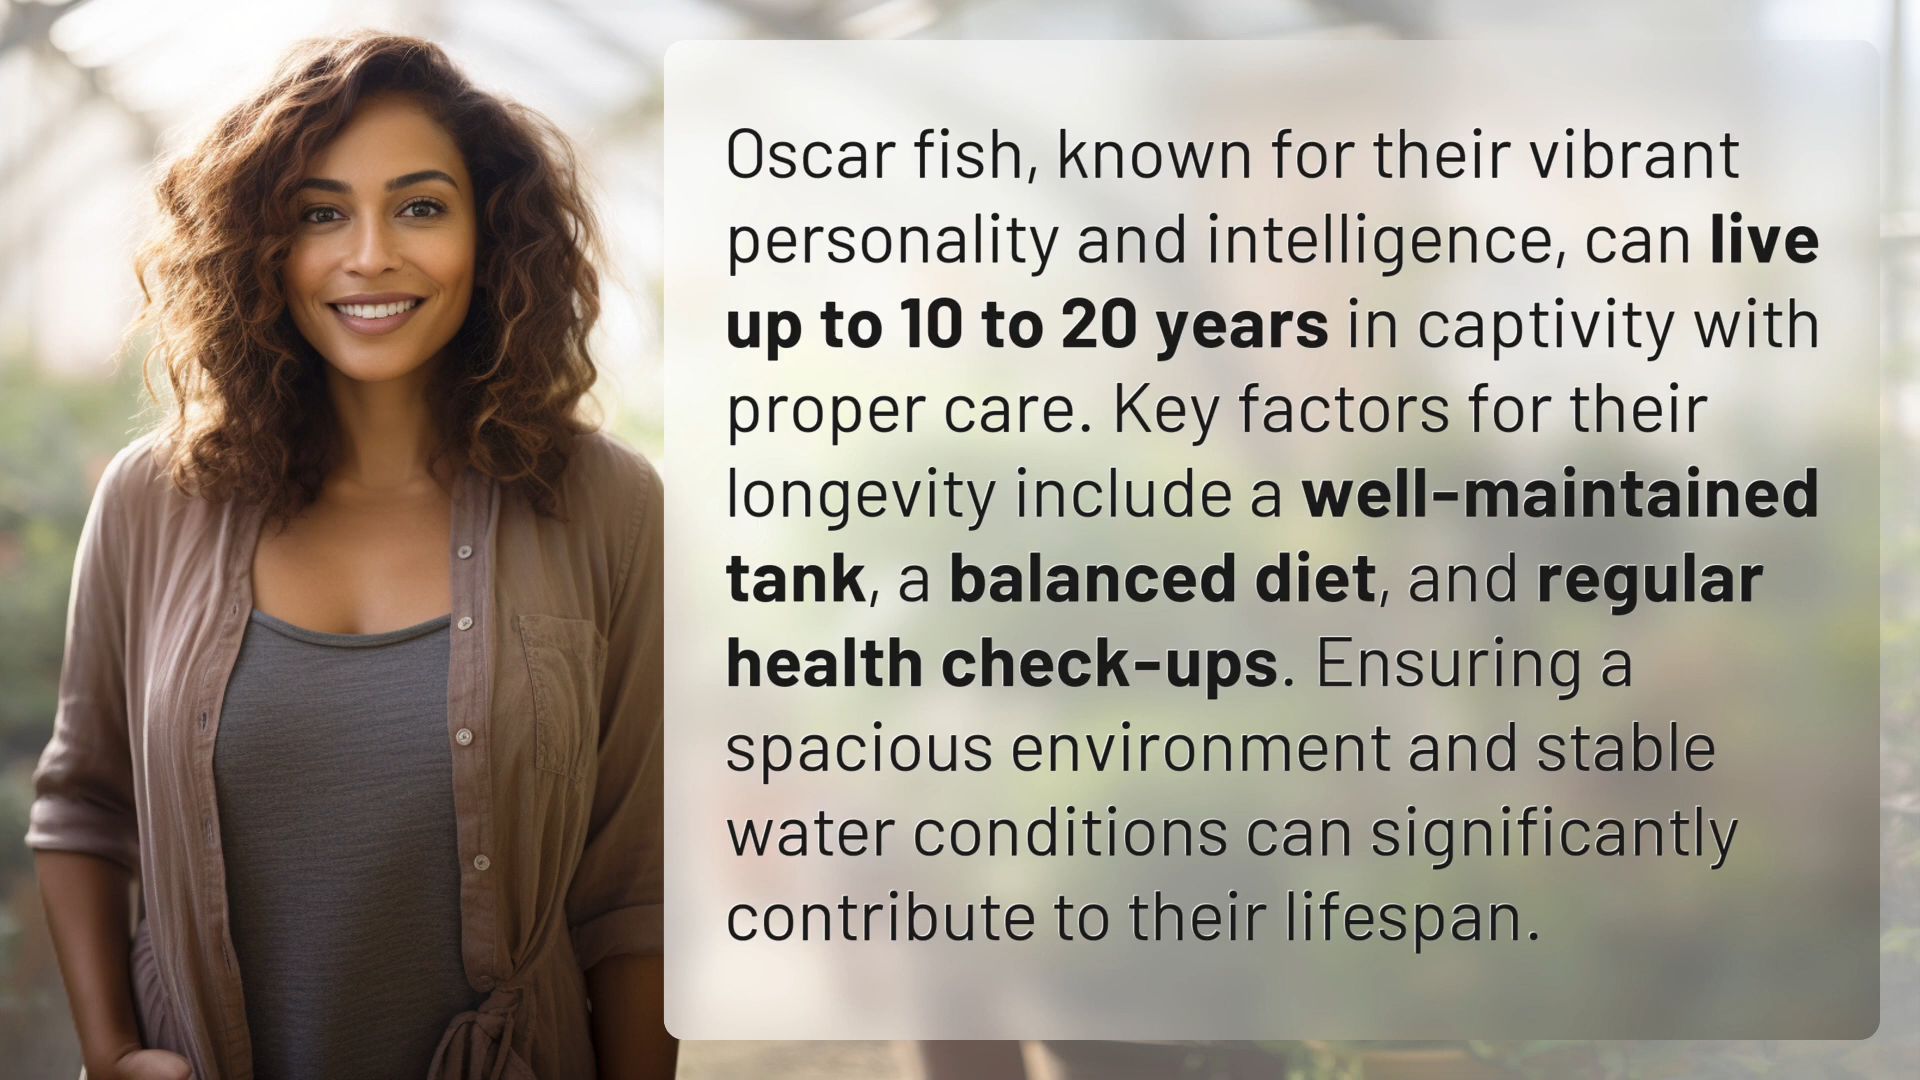 Oscar fish, known for their vibrant
personality and intelligence, can live
up to 10 to 20 years in captivity with
proper care. Key factors for their
longevity include a well-maintained
tank, a balanced diet, and regular
health check-ups. Ensuring a
spacious environment and stable
water conditions can significantly
contribute to their lifespan.